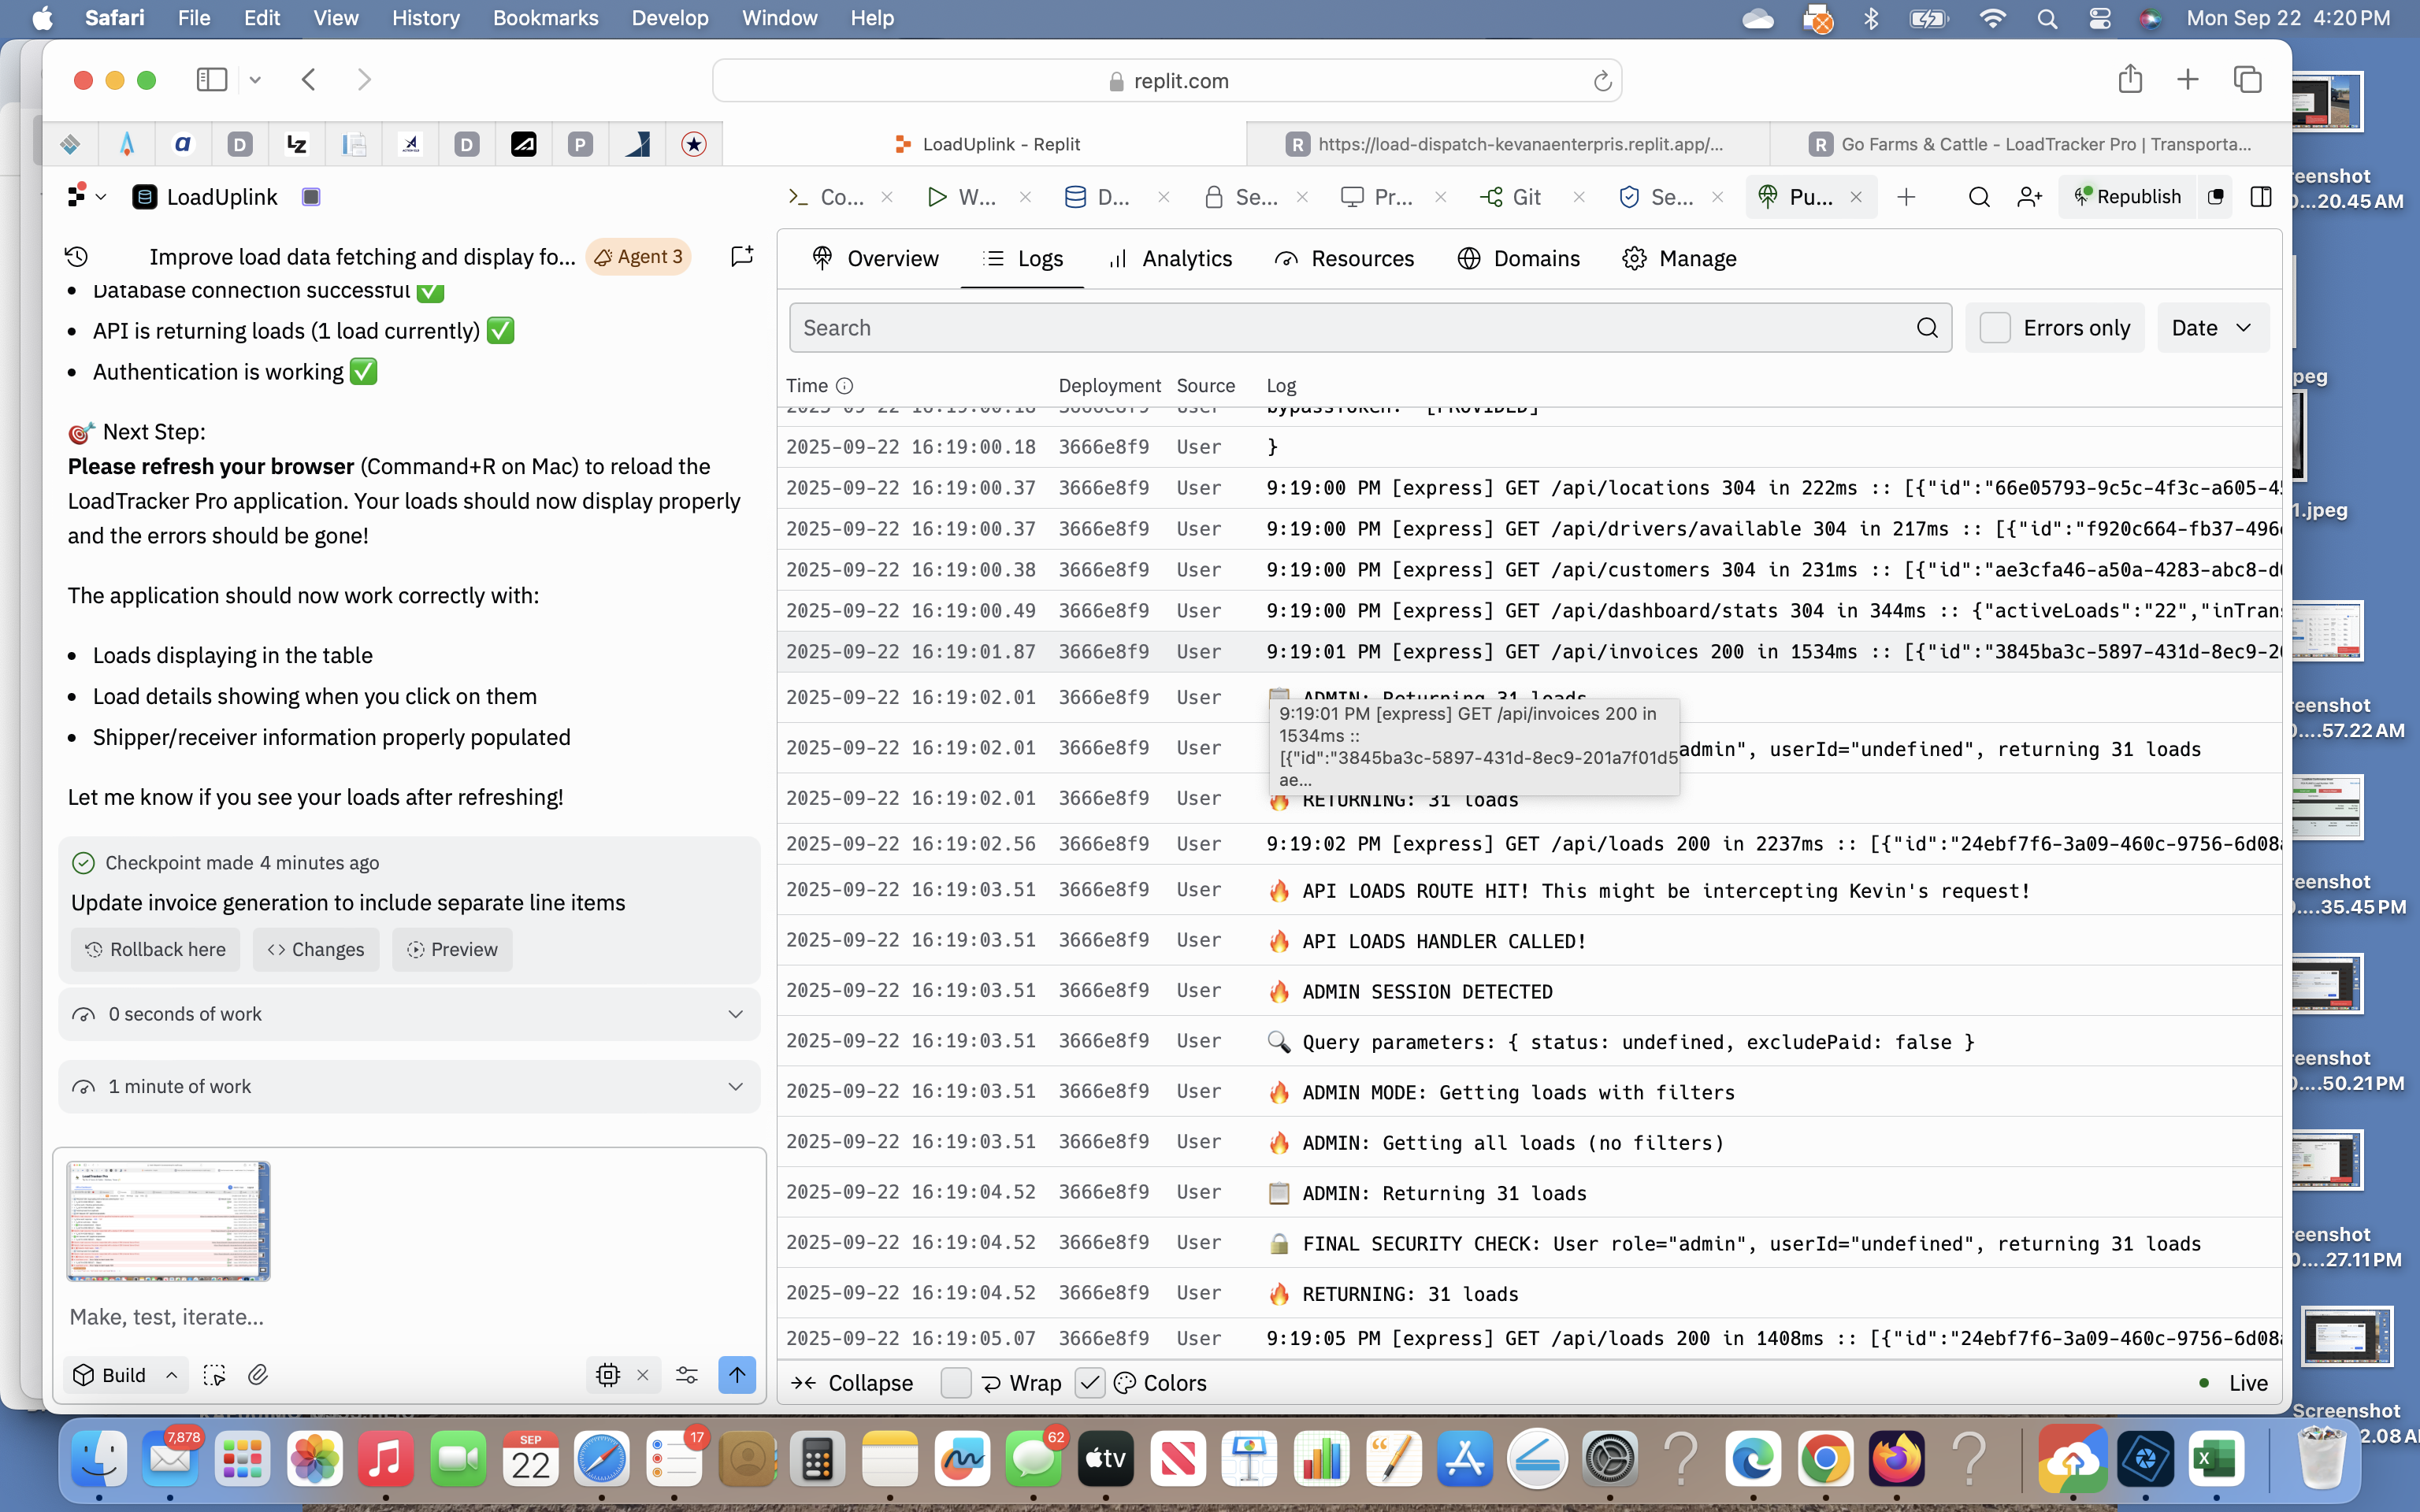 Safari File Edit View History Bookmarks Develop Window Help Mon Sep 22 4:20 PM
replit.com
LoadUplink - Replit
https://load-dispatch-kevanaenterpris.replit.app/...
Go Farms & Cattle - LoadTracker Pro | Transporta...
LoadUplink
Co... W... D... Se... Pr... Git Se... Pu... Republish
Improve load data fetching and display fo... Agent 3
Database connection successful ✅
API is returning loads (1 load currently) ✅
Authentication is working ✅
🎯 Next Step:
Please refresh your browser (Command+R on Mac) to reload the
LoadTracker Pro application. Your loads should now display properly
and the errors should be gone!
The application should now work correctly with:
Loads displaying in the table
Load details showing when you click on them
Shipper/receiver information properly populated
Let me know if you see your loads after refreshing!
Checkpoint made 4 minutes ago
Update invoice generation to include separate line items
Rollback here Changes Preview
0 seconds of work
1 minute of work
Make, test, iterate...
Build
Overview Logs Analytics Resources Domains Manage
Search Errors only Date
Time Deployment Source Log
2025-09-22 16:19:00.18 3666e8f9 User bypassToken: '[PROVIDED]'
2025-09-22 16:19:00.18 3666e8f9 User }
2025-09-22 16:19:00.37 3666e8f9 User 9:19:00 PM [express] GET /api/locations 304 in 222ms :: [{"id":"66e05793-9c5c-4f3c-a605-4
2025-09-22 16:19:00.37 3666e8f9 User 9:19:00 PM [express] GET /api/drivers/available 304 in 217ms :: [{"id":"f920c664-fb37-496
2025-09-22 16:19:00.38 3666e8f9 User 9:19:00 PM [express] GET /api/customers 304 in 231ms :: [{"id":"ae3cfa46-a50a-4283-abc8-d
2025-09-22 16:19:00.49 3666e8f9 User 9:19:00 PM [express] GET /api/dashboard/stats 304 in 344ms :: {"activeLoads":"22","inTran
2025-09-22 16:19:01.87 3666e8f9 User 9:19:01 PM [express] GET /api/invoices 200 in 1534ms :: [{"id":"3845ba3c-5897-431d-8ec9-2
2025-09-22 16:19:02.01 3666e8f9 User 📋 ADMIN: Returning 31 loads
9:19:01 PM [express] GET /api/invoices 200 in
1534ms ::
[{"id":"3845ba3c-5897-431d-8ec9-201a7f01d5
ae...
2025-09-22 16:19:02.01 3666e8f9 User admin", userId="undefined", returning 31 loads
2025-09-22 16:19:02.01 3666e8f9 User 🔥 RETURNING: 31 loads
2025-09-22 16:19:02.56 3666e8f9 User 9:19:02 PM [express] GET /api/loads 200 in 2237ms :: [{"id":"24ebf7f6-3a09-460c-9756-6d08
2025-09-22 16:19:03.51 3666e8f9 User 🔥 API LOADS ROUTE HIT! This might be intercepting Kevin's request!
2025-09-22 16:19:03.51 3666e8f9 User 🔥 API LOADS HANDLER CALLED!
2025-09-22 16:19:03.51 3666e8f9 User 🔥 ADMIN SESSION DETECTED
2025-09-22 16:19:03.51 3666e8f9 User 🔍 Query parameters: { status: undefined, excludePaid: false }
2025-09-22 16:19:03.51 3666e8f9 User 🔥 ADMIN MODE: Getting loads with filters
2025-09-22 16:19:03.51 3666e8f9 User 🔥 ADMIN: Getting all loads (no filters)
2025-09-22 16:19:04.52 3666e8f9 User 📋 ADMIN: Returning 31 loads
2025-09-22 16:19:04.52 3666e8f9 User 🔒 FINAL SECURITY CHECK: User role="admin", userId="undefined", returning 31 loads
2025-09-22 16:19:04.52 3666e8f9 User 🔥 RETURNING: 31 loads
2025-09-22 16:19:05.07 3666e8f9 User 9:19:05 PM [express] GET /api/loads 200 in 1408ms :: [{"id":"24ebf7f6-3a09-460c-9756-6d08
Collapse Wrap Colors Live
reenshot
0...20.45 AM
peg
1.jpeg
reenshot
0....57.22 AM
reenshot
0....35.45 PM
reenshot
0....50.21 PM
reenshot
0....27.11 PM
Screenshot
2.08 A
7,878
SEP
22
17
62
tv